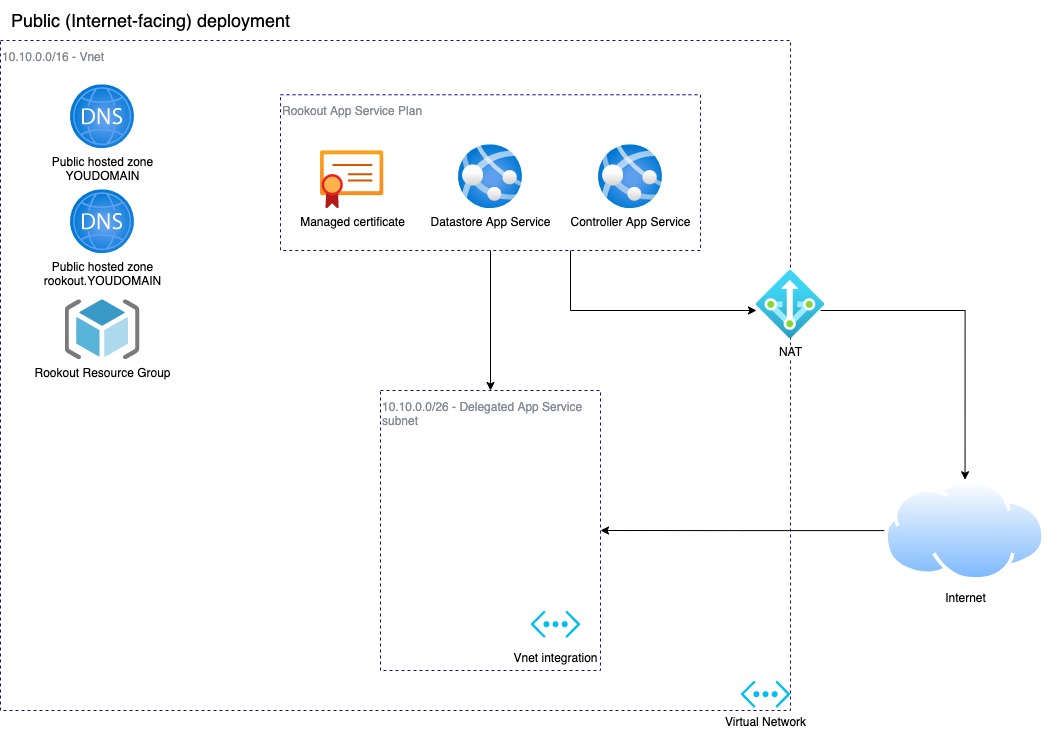 Public (Internet-facing) deployment
10.10.0.0/16 - Vnet
DNS
Public hosted zone
YOUDOMAIN
DNS
Public hosted zone
rookout.YOUDOMAIN
Rookout Resource Group
Rookout App Service Plan
Managed certificate
Datastore App Service
Controller App Service
NAT
10.10.0.0/26 - Delegated App Service
subnet
Vnet integration
Internet
Virtual Network